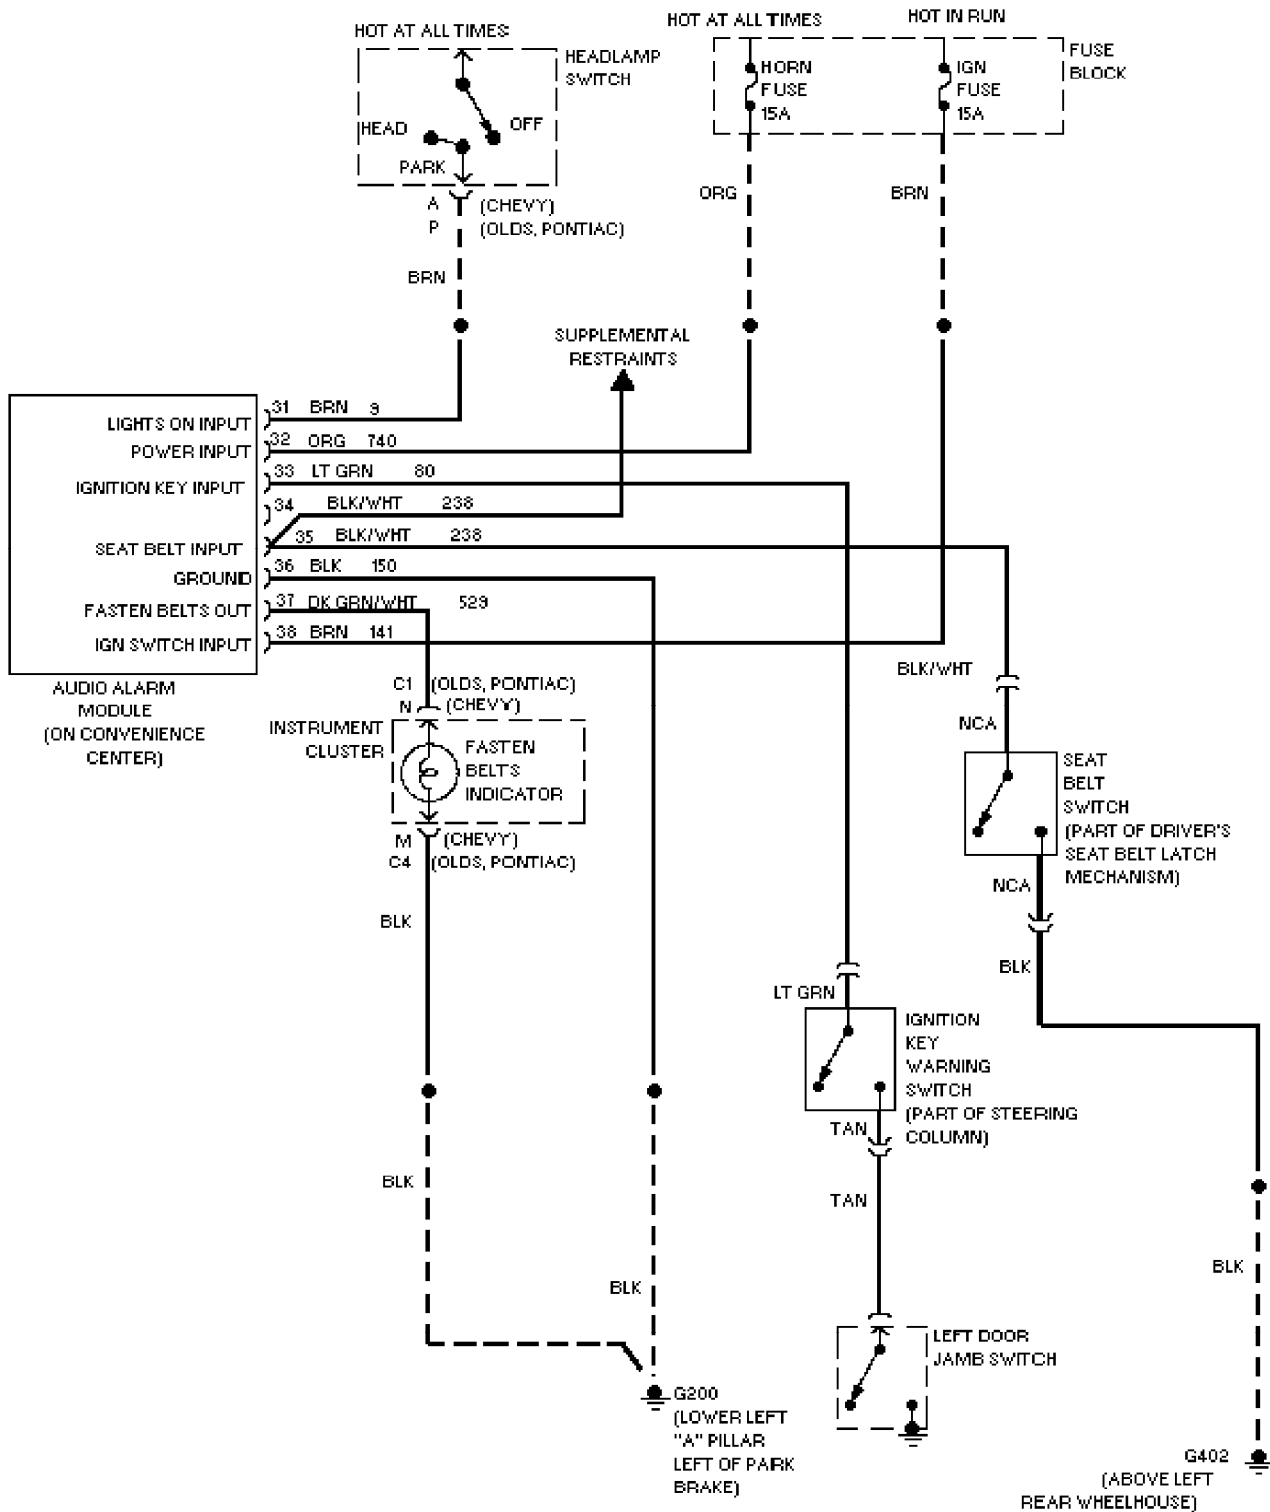 HOT AT ALL TIMES
HEADLAMP
SWITCH
HEAD
OFF
PARK
A (CHEVY)
P (OLDS, PONTIAC)
BRN
HOT AT ALL TIMES
HOT IN RUN
HORN
FUSE
15A
IGN
FUSE
15A
FUSE
BLOCK
ORG
BRN
SUPPLEMENTAL
RESTRAINTS
LIGHTS ON INPUT 31 BRN 9
POWER INPUT 32 ORG 740
IGNITION KEY INPUT 33 LT GRN 80
34 BLK/WHT 238
SEAT BELT INPUT 35 BLK/WHT 238
GROUND 36 BLK 150
FASTEN BELTS OUT 37 DK GRN/WHT 529
IGN SWITCH INPUT 38 BRN 141
AUDIO ALARM
MODULE
(ON CONVENIENCE
CENTER)
C1 (OLDS, PONTIAC)
N (CHEVY)
INSTRUMENT
CLUSTER
FASTEN
BELTS
INDICATOR
M (CHEVY)
C4 (OLDS, PONTIAC)
BLK
BLK
BLK
G200
(LOWER LEFT
"A" PILLAR
LEFT OF PARK
BRAKE)
BLK/WHT
NCA
SEAT
BELT
SWITCH
(PART OF DRIVER'S
SEAT BELT LATCH
MECHANISM)
NCA
BLK
LT GRN
IGNITION
KEY
WARNING
SWITCH
(PART OF STEERING
COLUMN)
TAN
TAN
LEFT DOOR
JAMB SWITCH
BLK
G402
(ABOVE LEFT
REAR WHEELHOUSE)